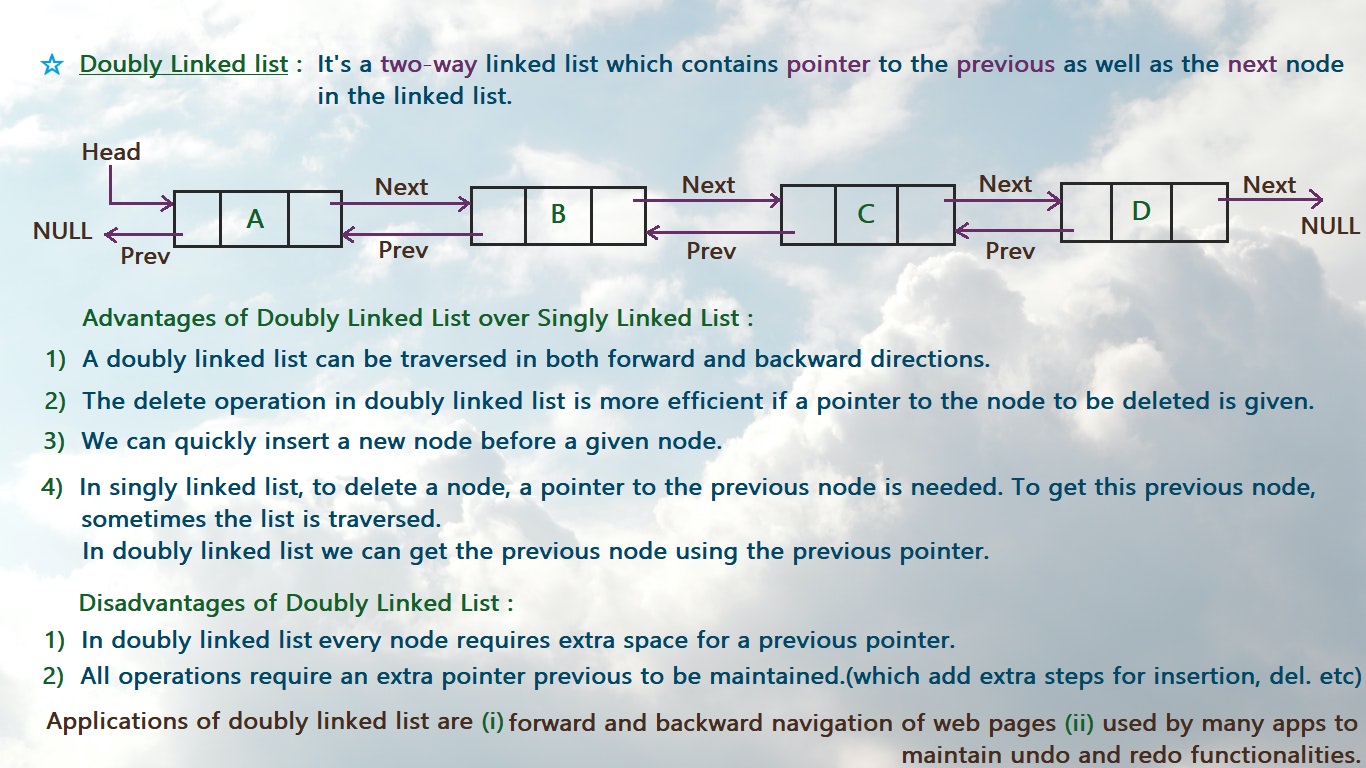 ☆ Doubly Linked list : It's a two-way linked list which contains pointer to the previous as well as the next node
in the linked list.
Head
Next Next Next Next
A B C D
NULL NULL
Prev Prev Prev Prev
Advantages of Doubly Linked List over Singly Linked List :
1) A doubly linked list can be traversed in both forward and backward directions.
2) The delete operation in doubly linked list is more efficient if a pointer to the node to be deleted is given.
3) We can quickly insert a new node before a given node.
4) In singly linked list, to delete a node, a pointer to the previous node is needed. To get this previous node,
sometimes the list is traversed.
In doubly linked list we can get the previous node using the previous pointer.
Disadvantages of Doubly Linked List :
1) In doubly linked list every node requires extra space for a previous pointer.
2) All operations require an extra pointer previous to be maintained.(which add extra steps for insertion, del. etc)
Applications of doubly linked list are (i) forward and backward navigation of web pages (ii) used by many apps to
maintain undo and redo functionalities.